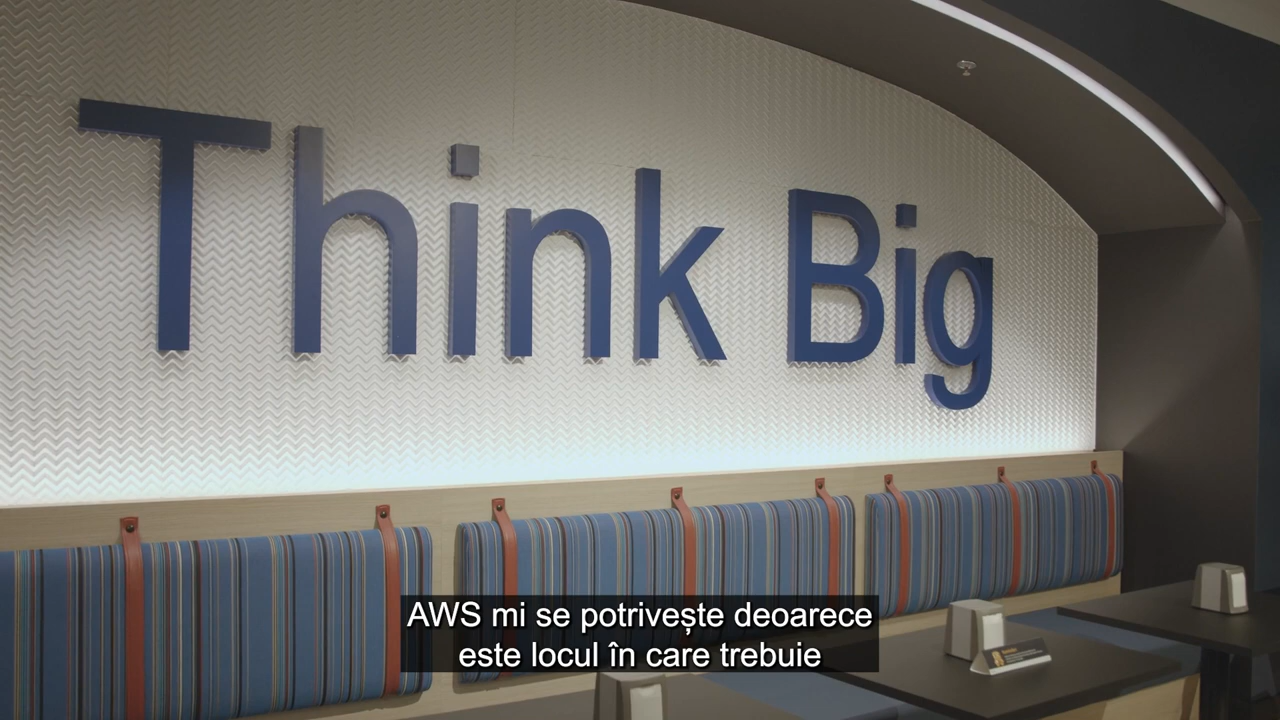 Think Big
AWS mi se potrivește deoarece
este locul în care trebuie